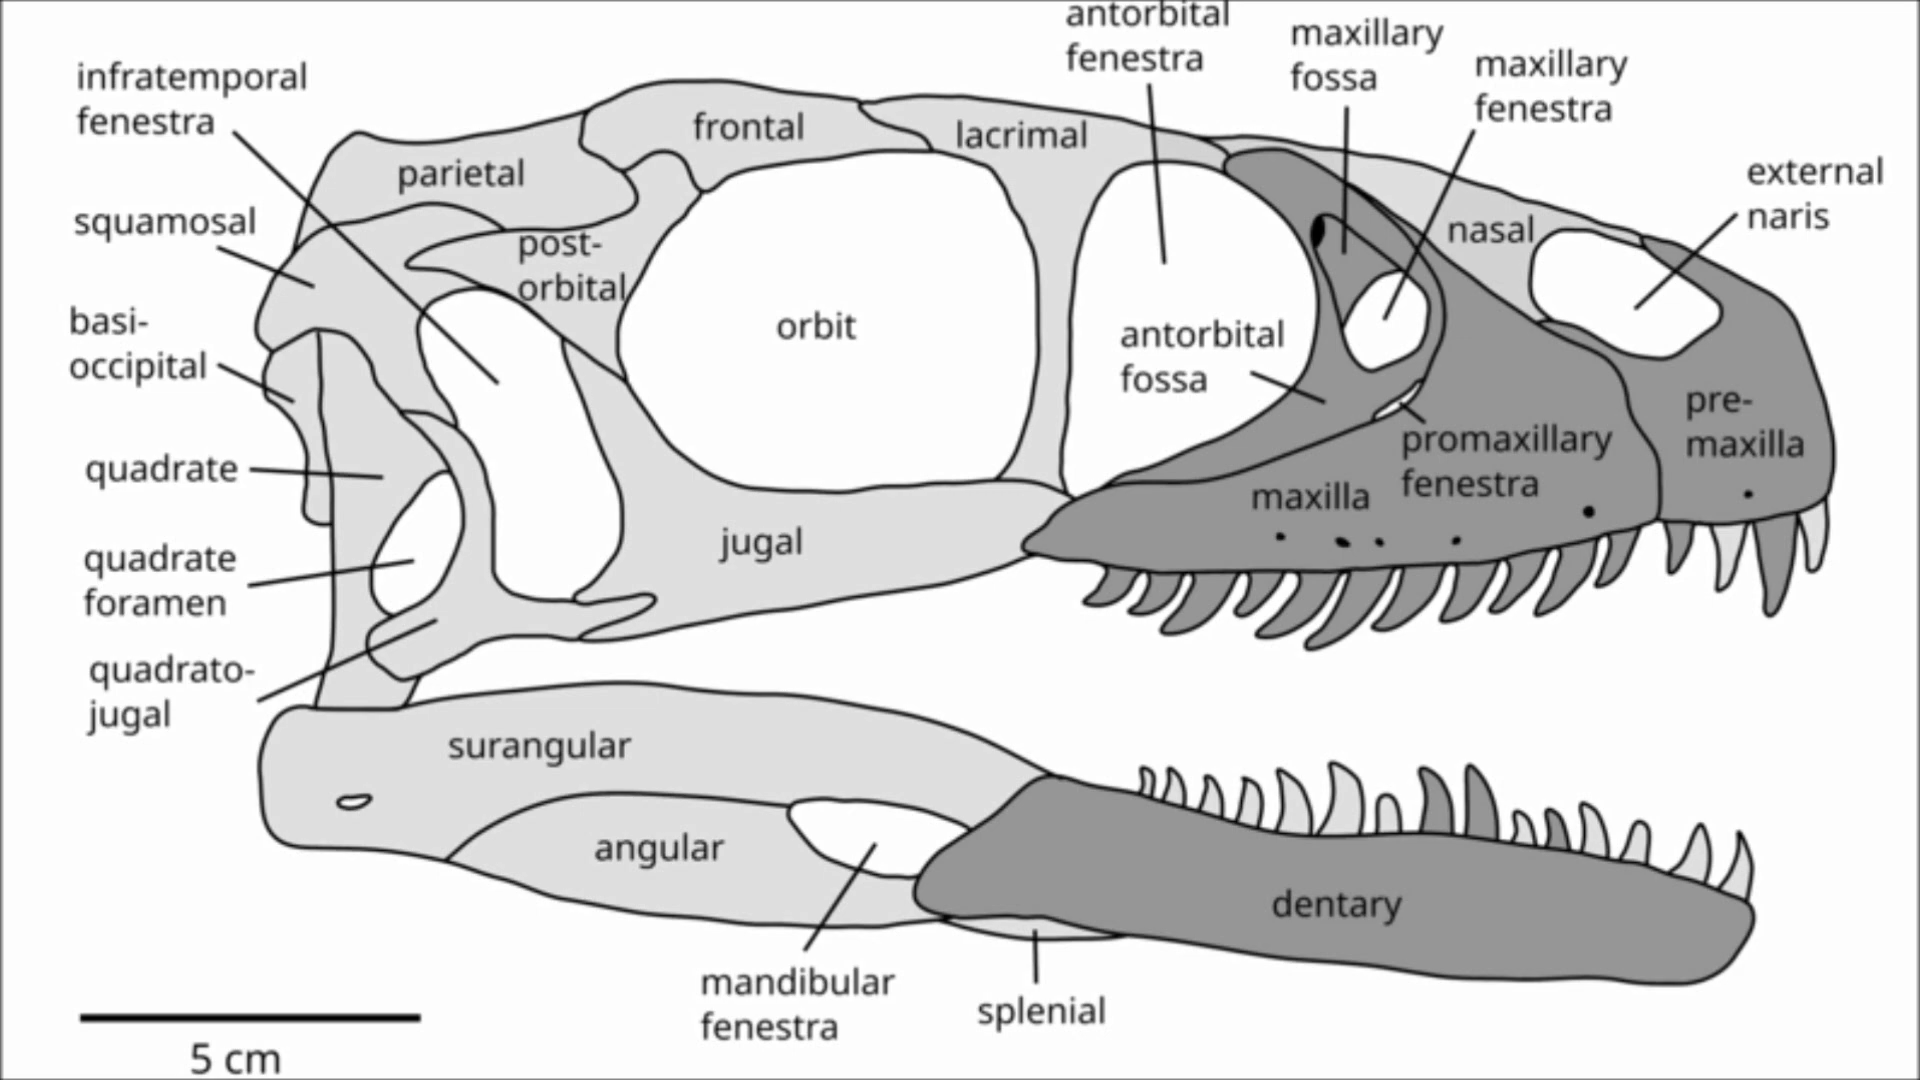 antorbital
fenestra
maxillary
fossa
maxillary
fenestra
infratemporal
fenestra
frontal
lacrimal
parietal
external
naris
squamosal
nasal
post-
orbital
basi-
occipital
orbit
antorbital
fossa
pre-
maxilla
promaxillary
fenestra
quadrate
maxilla
jugal
quadrate
foramen
quadrato-
jugal
surangular
angular
dentary
mandibular
fenestra
splenial
5 cm